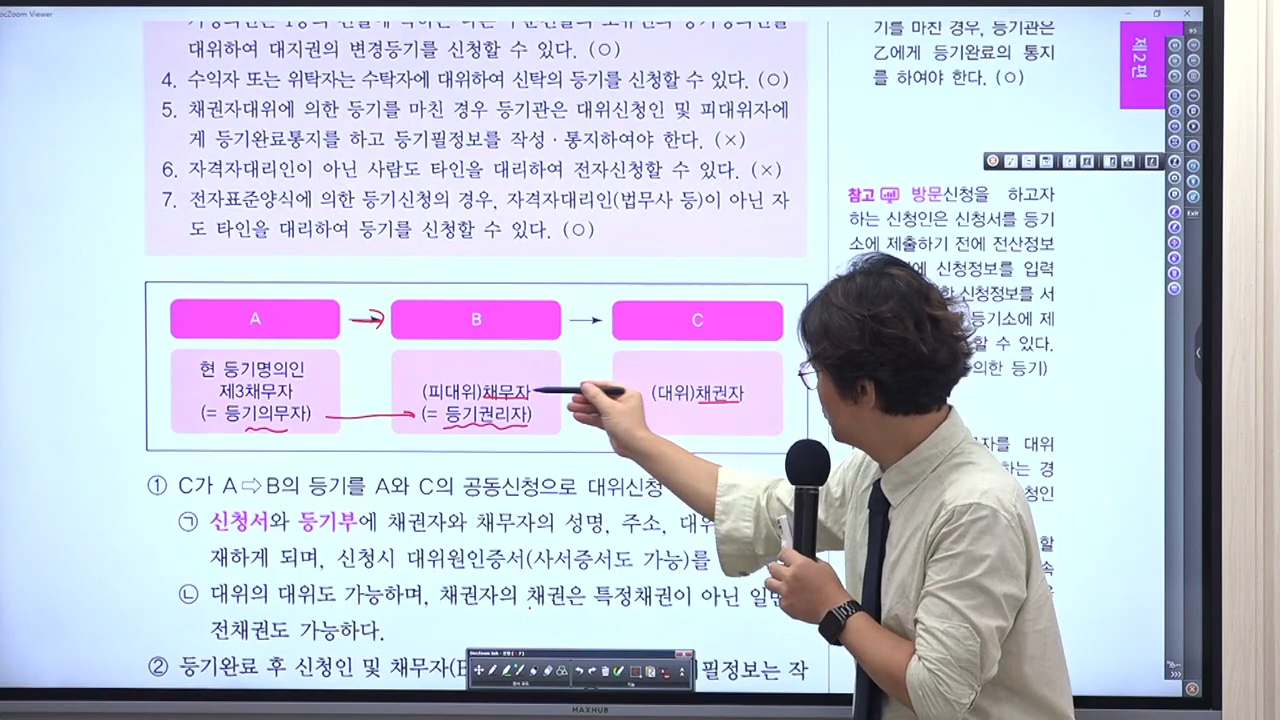 DocZoom Viewer
대위하여 대지권의 변경등기를 신청할 수 있다. (○)
4. 수익자 또는 위탁자는 수탁자에 대위하여 신탁의 등기를 신청할 수 있다. (○)
5. 채권자대위에 의한 등기를 마친 경우 등기관은 대위신청인 및 피대위자에
게 등기완료통지를 하고 등기필정보를 작성·통지하여야 한다. (×)
6. 자격자대리인이 아닌 사람도 타인을 대리하여 전자신청할 수 있다. (×)
7. 전자표준양식에 의한 등기신청의 경우, 자격자대리인(법무사 등)이 아닌 자
도 타인을 대리하여 등기를 신청할 수 있다. (○)
A → B → C
현 등기명의인
제3채무자
(= 등기의무자)
(피대위)채무자
(= 등기권리자)
(대위)채권자
① C가 A⇨B의 등기를 A와 C의 공동신청으로 대위신청
㉠ 신청서와 등기부에 채권자와 채무자의 성명, 주소, 대위
재하게 되며, 신청시 대위원인증서(사서증서도 가능)를
㉡ 대위의 대위도 가능하며, 채권자의 채권은 특정채권이 아닌 일반
전채권도 가능하다.
② 등기완료 후 신청인 및 채무자(
필정보는 작
기를 마친 경우, 등기관은
乙에게 등기완료의 통지
를 하여야 한다. (○)
제2편
참고 방문신청을 하고자
하는 신청인은 신청서를 등기
소에 제출하기 전에 전산정보
에 신청정보를 입력
한 신청정보를 서
등기소에 제
할 수 있다.
의한 등기)
자를 대위
하는 경
청인
할
속
Exit
MAXHUB